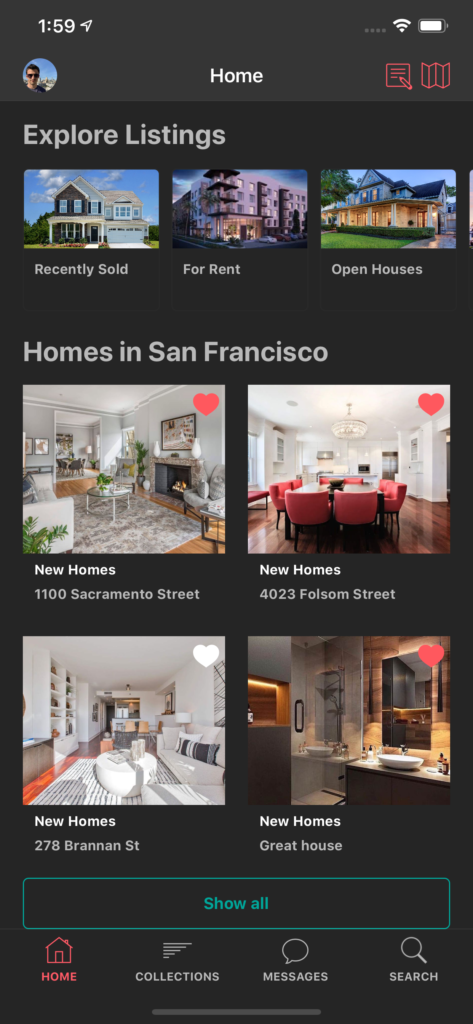 1:59
Home
Explore Listings
Recently Sold
For Rent
Open Houses
Homes in San Francisco
New Homes
1100 Sacramento Street
New Homes
4023 Folsom Street
New Homes
278 Brannan St
New Homes
Great house
Show all
HOME
COLLECTIONS
MESSAGES
SEARCH